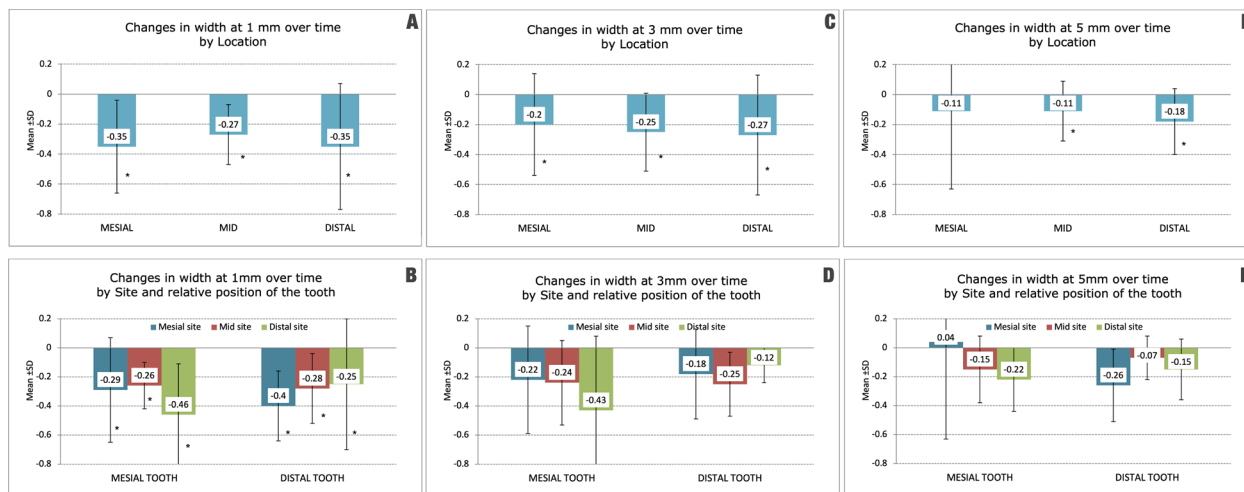 Changes in width at 1 mm over time
by Location
A
0.2
0
-0.2
-0.4
-0.6
-0.8
Mean ±SD
-0.35
-0.27
-0.35
*
*
*
MESIAL
MID
DISTAL
Changes in width at 3 mm over time
by Location
C
0.2
0
-0.2
-0.4
-0.6
-0.8
Mean ±SD
-0.2
-0.25
-0.27
*
*
*
MESIAL
MID
DISTAL
Changes in width at 5 mm over time
by Location
0.2
0
-0.2
-0.4
-0.6
-0.8
Mean ±SD
-0.11
-0.11
-0.18
*
*
MESIAL
MID
DISTAL
Changes in width at 1mm over time
by Site and relative position of the tooth
B
Mesial site Mid site Distal site
0.2
0
-0.2
-0.4
-0.6
-0.8
Mean ±SD
-0.29
-0.26
-0.46
-0.4
-0.28
-0.25
*
*
*
*
*
*
MESIAL TOOTH
DISTAL TOOTH
Changes in width at 3mm over time
by Site and relative position of the tooth
D
Mesial site Mid site Distal site
0.2
0
-0.2
-0.4
-0.6
-0.8
Mean ±SD
-0.22
-0.24
-0.43
-0.18
-0.25
-0.12
MESIAL TOOTH
DISTAL TOOTH
Changes in width at 5mm over time
by Site and relative position of the tooth
Mesial site Mid site Distal site
0.2
0
-0.2
-0.4
-0.6
-0.8
Mean ±SD
0.04
-0.15
-0.22
-0.26
-0.07
-0.15
MESIAL TOOTH
DISTAL TOOTH